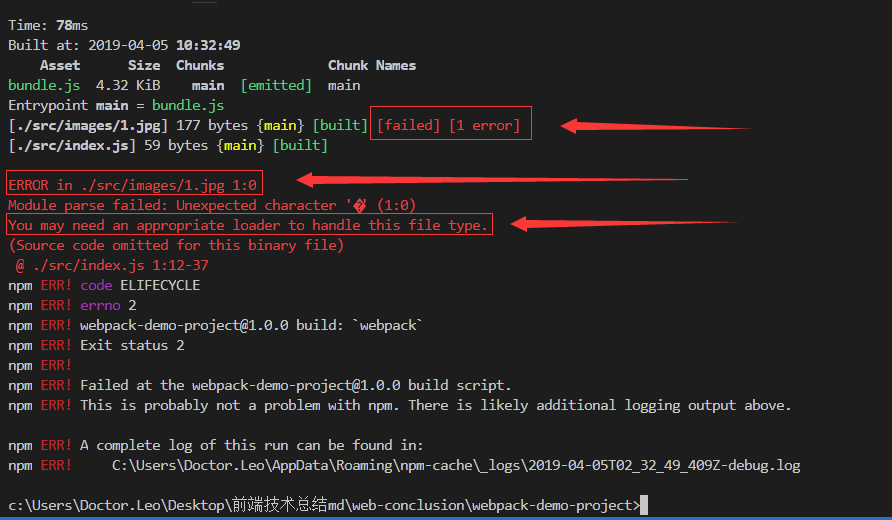 Time: 78ms
Built at: 2019-04-05 10:32:49
Asset Size Chunks Chunk Names
bundle.js 4.32 KiB main [emitted] main
Entrypoint main = bundle.js
[./src/images/1.jpg] 177 bytes {main} [built] [failed] [1 error]
[./src/index.js] 59 bytes {main} [built]
ERROR in ./src/images/1.jpg 1:0
Module parse failed: Unexpected character '�' (1:0)
You may need an appropriate loader to handle this file type.
(Source code omitted for this binary file)
@ ./src/index.js 1:12-37
npm ERR! code ELIFECYCLE
npm ERR! errno 2
npm ERR! webpack-demo-project@1.0.0 build: `webpack`
npm ERR! Exit status 2
npm ERR!
npm ERR! Failed at the webpack-demo-project@1.0.0 build script.
npm ERR! This is probably not a problem with npm. There is likely additional logging output above.
npm ERR! A complete log of this run can be found in:
npm ERR! C:\Users\Doctor.Leo\AppData\Roaming\npm-cache\_logs\2019-04-05T02_32_49_409Z-debug.log
c:\Users\Doctor.Leo\Desktop\前端技术总结md\web-conclusion\webpack-demo-project>